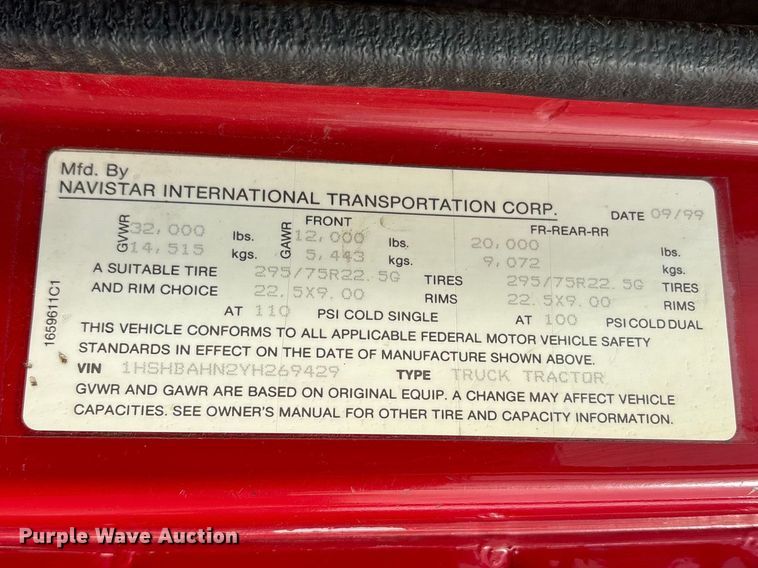 Mfd. By
NAVISTAR INTERNATIONAL TRANSPORTATION CORP. DATE 09/99
FRONT FR-REAR-RR
GVWR 32,000 lbs. GAWR 12,000 lbs. 20,000 lbs.
14,515 kgs. 5,443 kgs. 9,072 kgs.
A SUITABLE TIRE 295/75R22.5G TIRES 295/75R22.5G TIRES
AND RIM CHOICE 22.5X9.00 RIMS 22.5X9.00 RIMS
AT 110 PSI COLD SINGLE AT 100 PSI COLD DUAL
THIS VEHICLE CONFORMS TO ALL APPLICABLE FEDERAL MOTOR VEHICLE SAFETY
STANDARDS IN EFFECT ON THE DATE OF MANUFACTURE SHOWN ABOVE.
VIN 1HSHBAHN2YH269429 TYPE TRUCK TRACTOR
GVWR AND GAWR ARE BASED ON ORIGINAL EQUIP. A CHANGE MAY AFFECT VEHICLE
CAPACITIES. SEE OWNER'S MANUAL FOR OTHER TIRE AND CAPACITY INFORMATION.
1659611C1
Purple Wave Auction